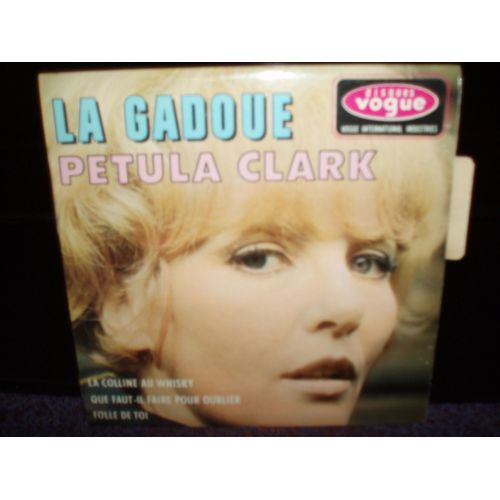 LA GADOUE
PETULA CLARK
disques
vogue
VOGUE INTERNATIONAL INDUSTRIES
LA COLLINE AU WHISKY
QUE FAUT-IL FAIRE POUR OUBLIER
FOLLE DE TOI